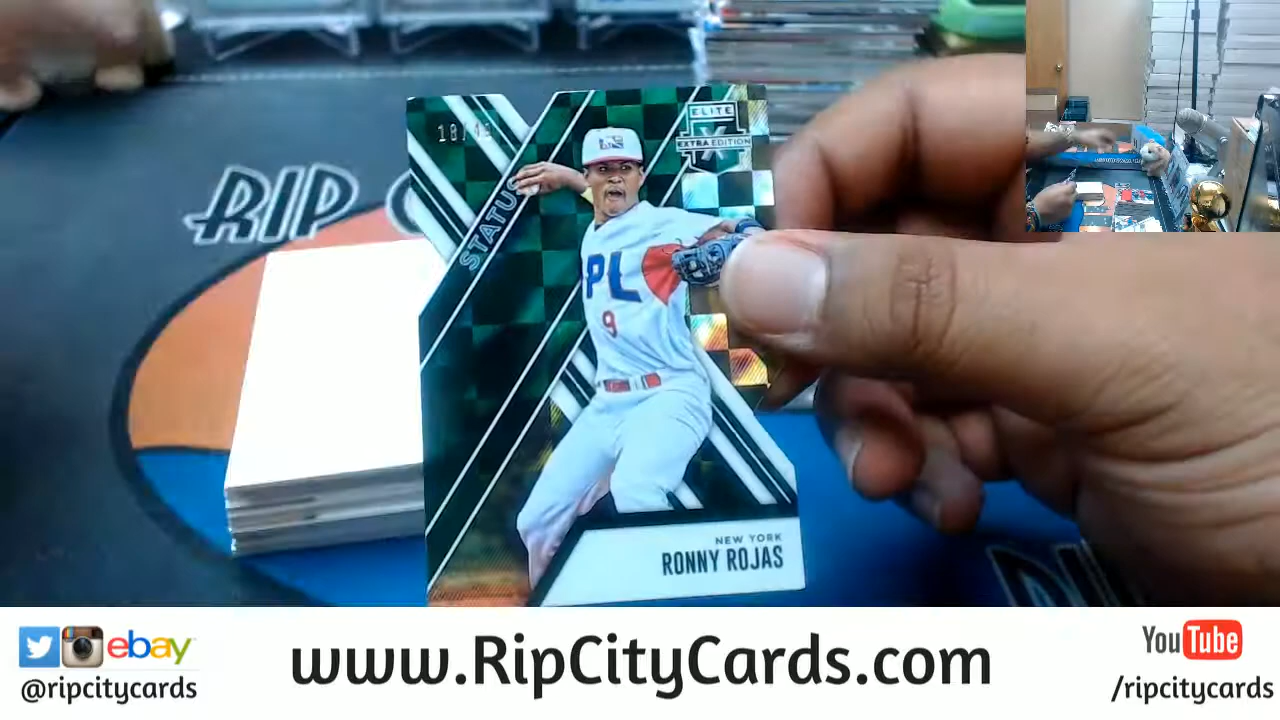 RIP
STATUS
ELITE
EXTRA EDITION
X
PL
9
NEW YORK
RONNY ROJAS
ebay
@ripcitycards
www.RipCityCards.com
YouTube
/ripcitycards